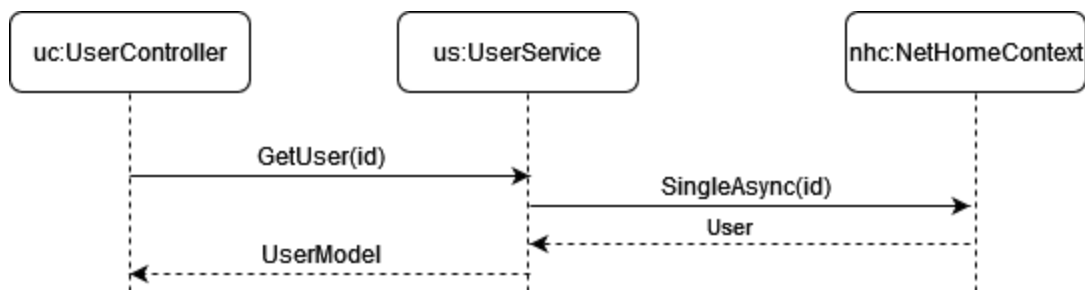 uc:UserController
us:UserService
nhc:NetHomeContext
GetUser(id)
SingleAsync(id)
User
UserModel